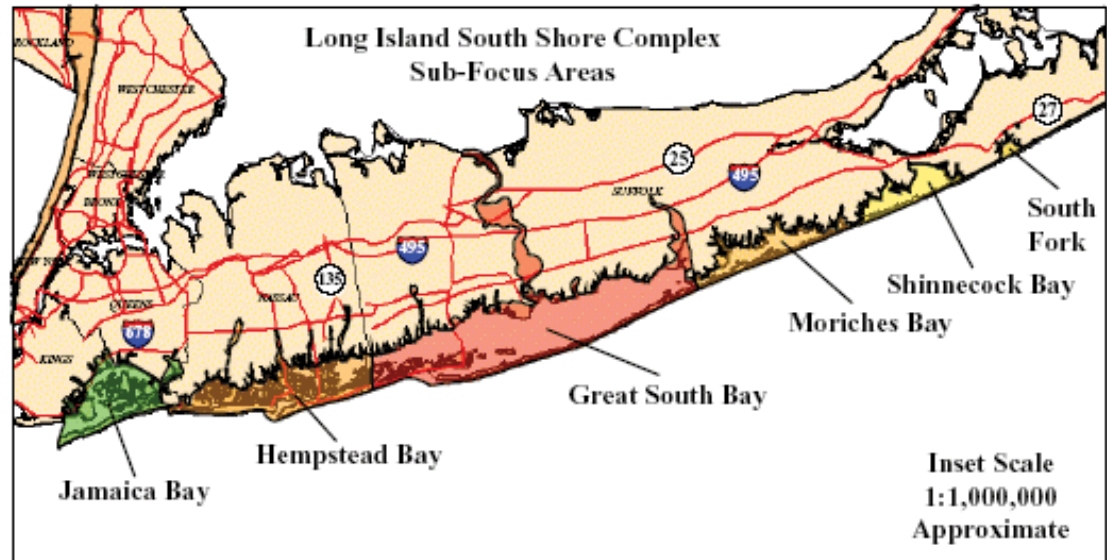 Long Island South Shore Complex
Sub-Focus Areas
ROCKLAND
WESTCHESTER
WESTCHESTER
BRONX
NEW YORK
QUEENS
KINGS
NASSAU
SUFFOLK
678
135
495
25
495
27
South
Fork
Shinnecock Bay
Moriches Bay
Great South Bay
Hempstead Bay
Jamaica Bay
Inset Scale
1:1,000,000
Approximate